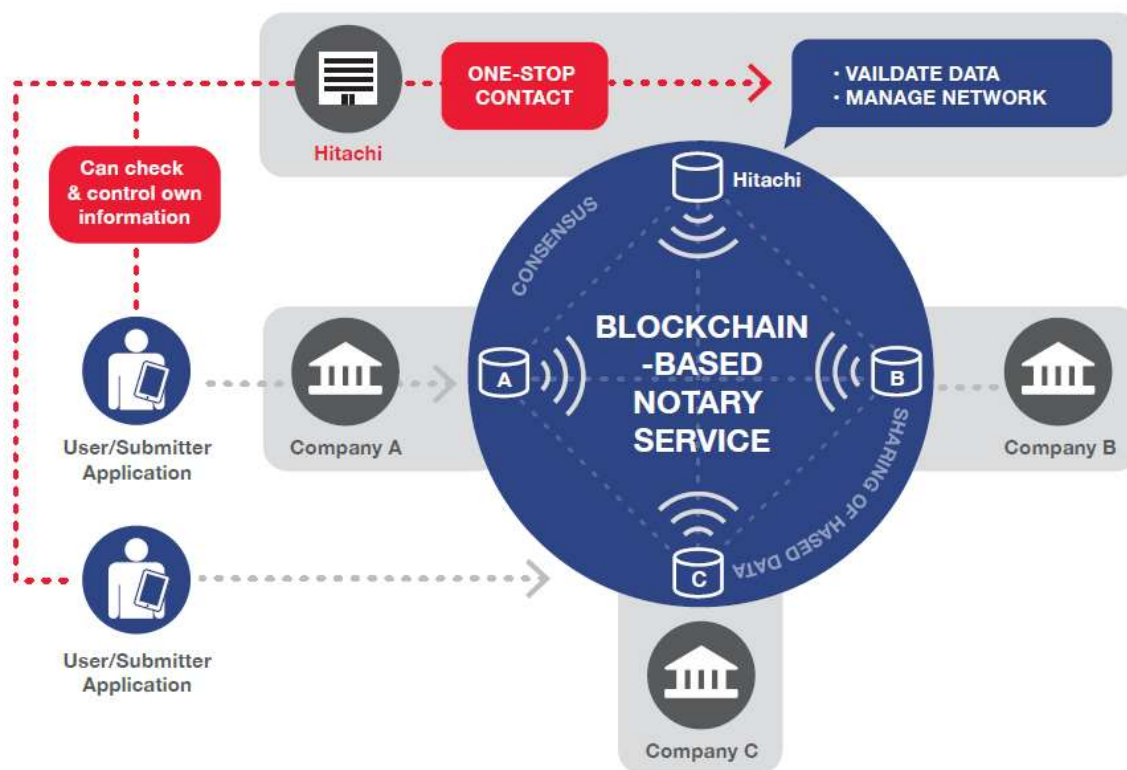 ONE-STOP
CONTACT
· VAILDATE DATA
· MANAGE NETWORK
Hitachi
Can check
& control own
information
Hitachi
CONSENSUS
BLOCKCHAIN
-BASED
NOTARY
SERVICE
A
B
User/Submitter
Application
Company A
Company B
SHARING OF HASED DATA
C
User/Submitter
Application
Company C